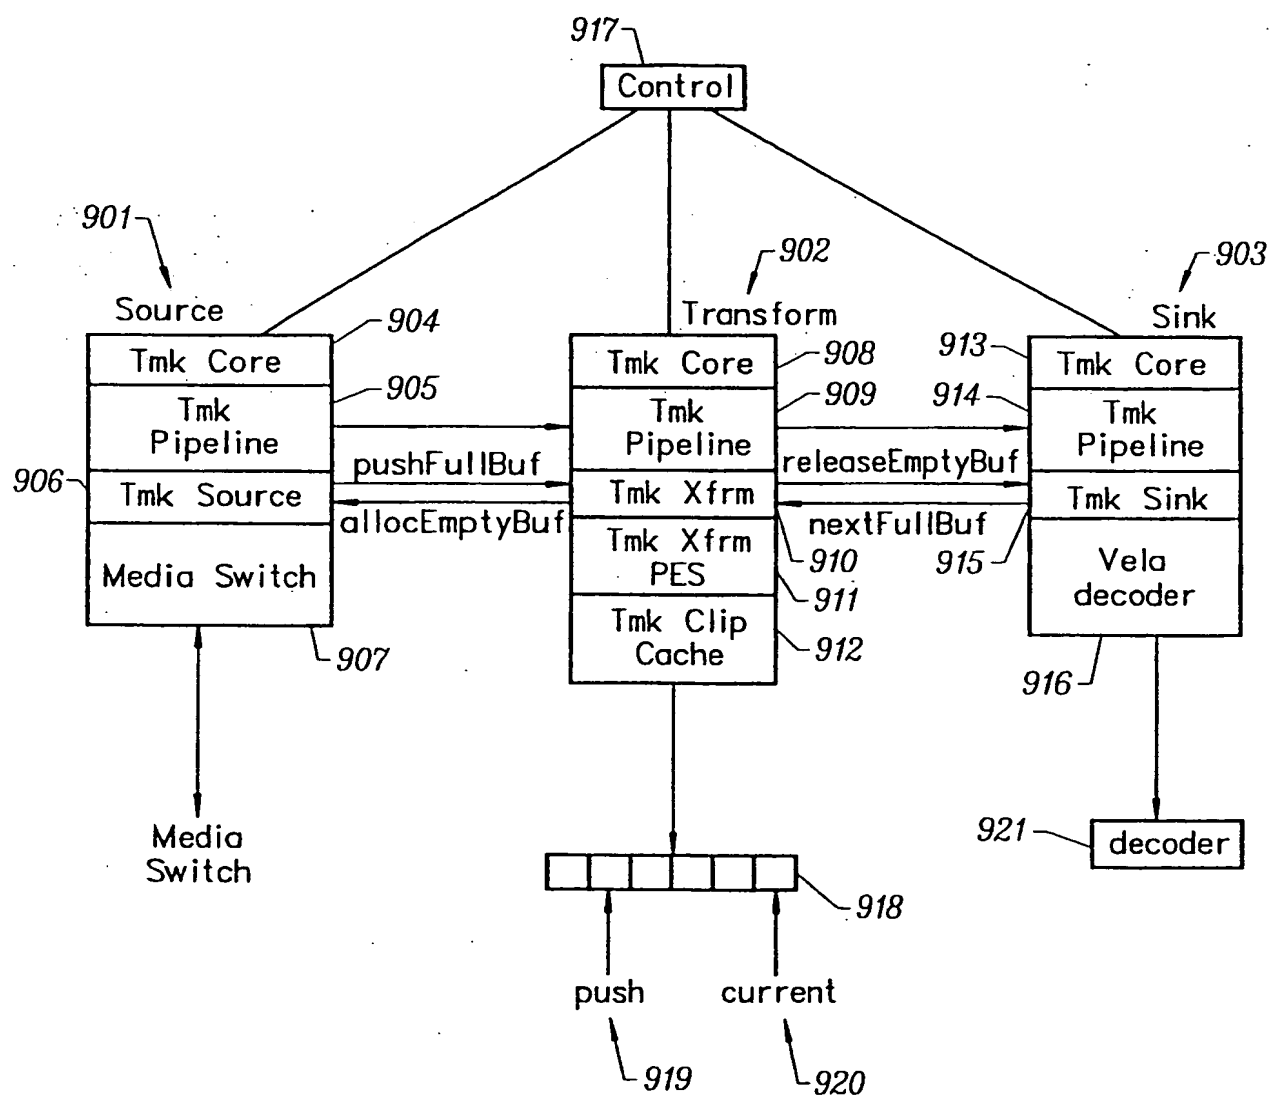 917
Control
901
902
903
Source
Transform
Sink
904
908
913
Tmk Core
Tmk Core
Tmk Core
905
909
914
Tmk
Pipeline
Tmk
Pipeline
Tmk
Pipeline
pushFullBuf
releaseEmptyBuf
906
Tmk Source
Tmk Xfrm
Tmk Sink
allocEmptyBuf
nextFullBuf
910
915
Media Switch
Tmk Xfrm
PES
911
Vela
decoder
907
Tmk Clip
Cache
912
916
Media
Switch
921
decoder
918
push
current
919
920